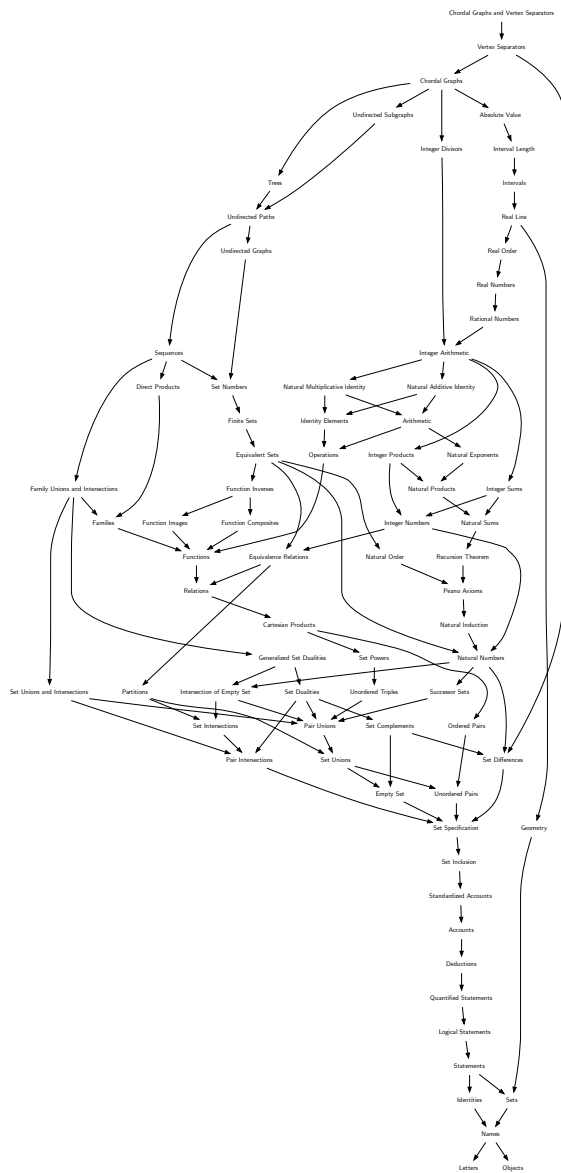 Chordal Graphs and Vertex Separators
Vertex Separators
Chordal Graphs
Undirected Subgraphs
Absolute Value
Integer Divisors
Interval Length
Trees
Intervals
Undirected Paths
Real Line
Undirected Graphs
Real Order
Real Numbers
Rational Numbers
Sequences
Integer Arithmetic
Direct Products
Set Numbers
Natural Multiplicative Identity
Natural Additive Identity
Finite Sets
Identity Elements
Arithmetic
Equivalent Sets
Operations
Integer Products
Natural Exponents
Family Unions and Intersections
Function Inverses
Natural Products
Integer Sums
Families
Function Images
Function Composites
Integer Numbers
Natural Sums
Functions
Equivalence Relations
Natural Order
Recursion Theorem
Relations
Peano Axioms
Cartesian Products
Natural Induction
Generalized Set Dualities
Set Powers
Natural Numbers
Set Unions and Intersections
Partitions
Intersection of Empty Set
Set Dualities
Unordered Triples
Successor Sets
Set Intersections
Pair Unions
Set Complements
Ordered Pairs
Pair Intersections
Set Unions
Set Differences
Empty Set
Unordered Pairs
Set Specification
Geometry
Set Inclusion
Standardized Accounts
Accounts
Deductions
Quantified Statements
Logical Statements
Statements
Identities
Sets
Names
Letters
Objects